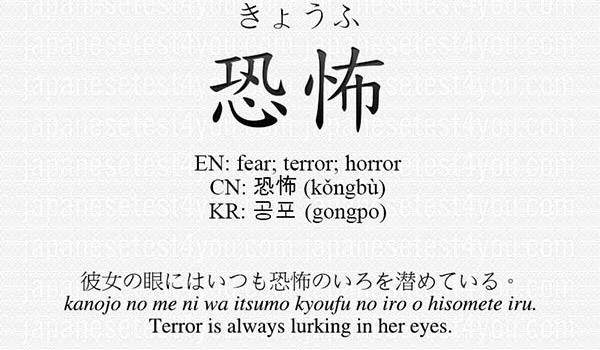 きょうふ
恐怖
EN: fear; terror; horror
CN: 恐怖 (kǒngbù)
KR: 공포 (gongpo)
彼女の眼にはいつも恐怖のいろを潜めている。
kanojo no me ni wa itsumo kyoufu no iro o hisomete iru.
Terror is always lurking in her eyes.